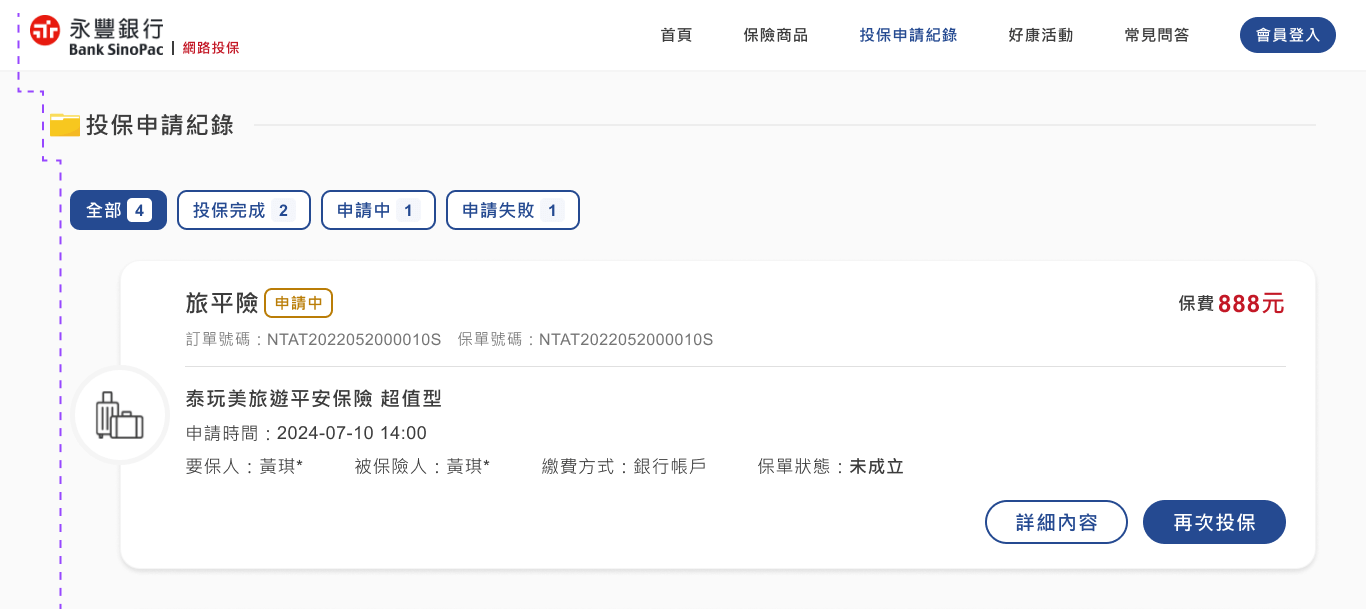 永豐銀行
Bank SinoPac | 網路投保
首頁 保險商品 投保申請紀錄 好康活動 常見問答 會員登入
投保申請紀錄
全部 4 投保完成 2 申請中 1 申請失敗 1
旅平險 申請中 保費 888元
訂單號碼：NTAT2022052000010S 保單號碼：NTAT2022052000010S
泰玩美旅遊平安保險 超值型
申請時間：2024-07-10 14:00
要保人：黃琪* 被保險人：黃琪* 繳費方式：銀行帳戶 保單狀態：未成立
詳細內容 再次投保